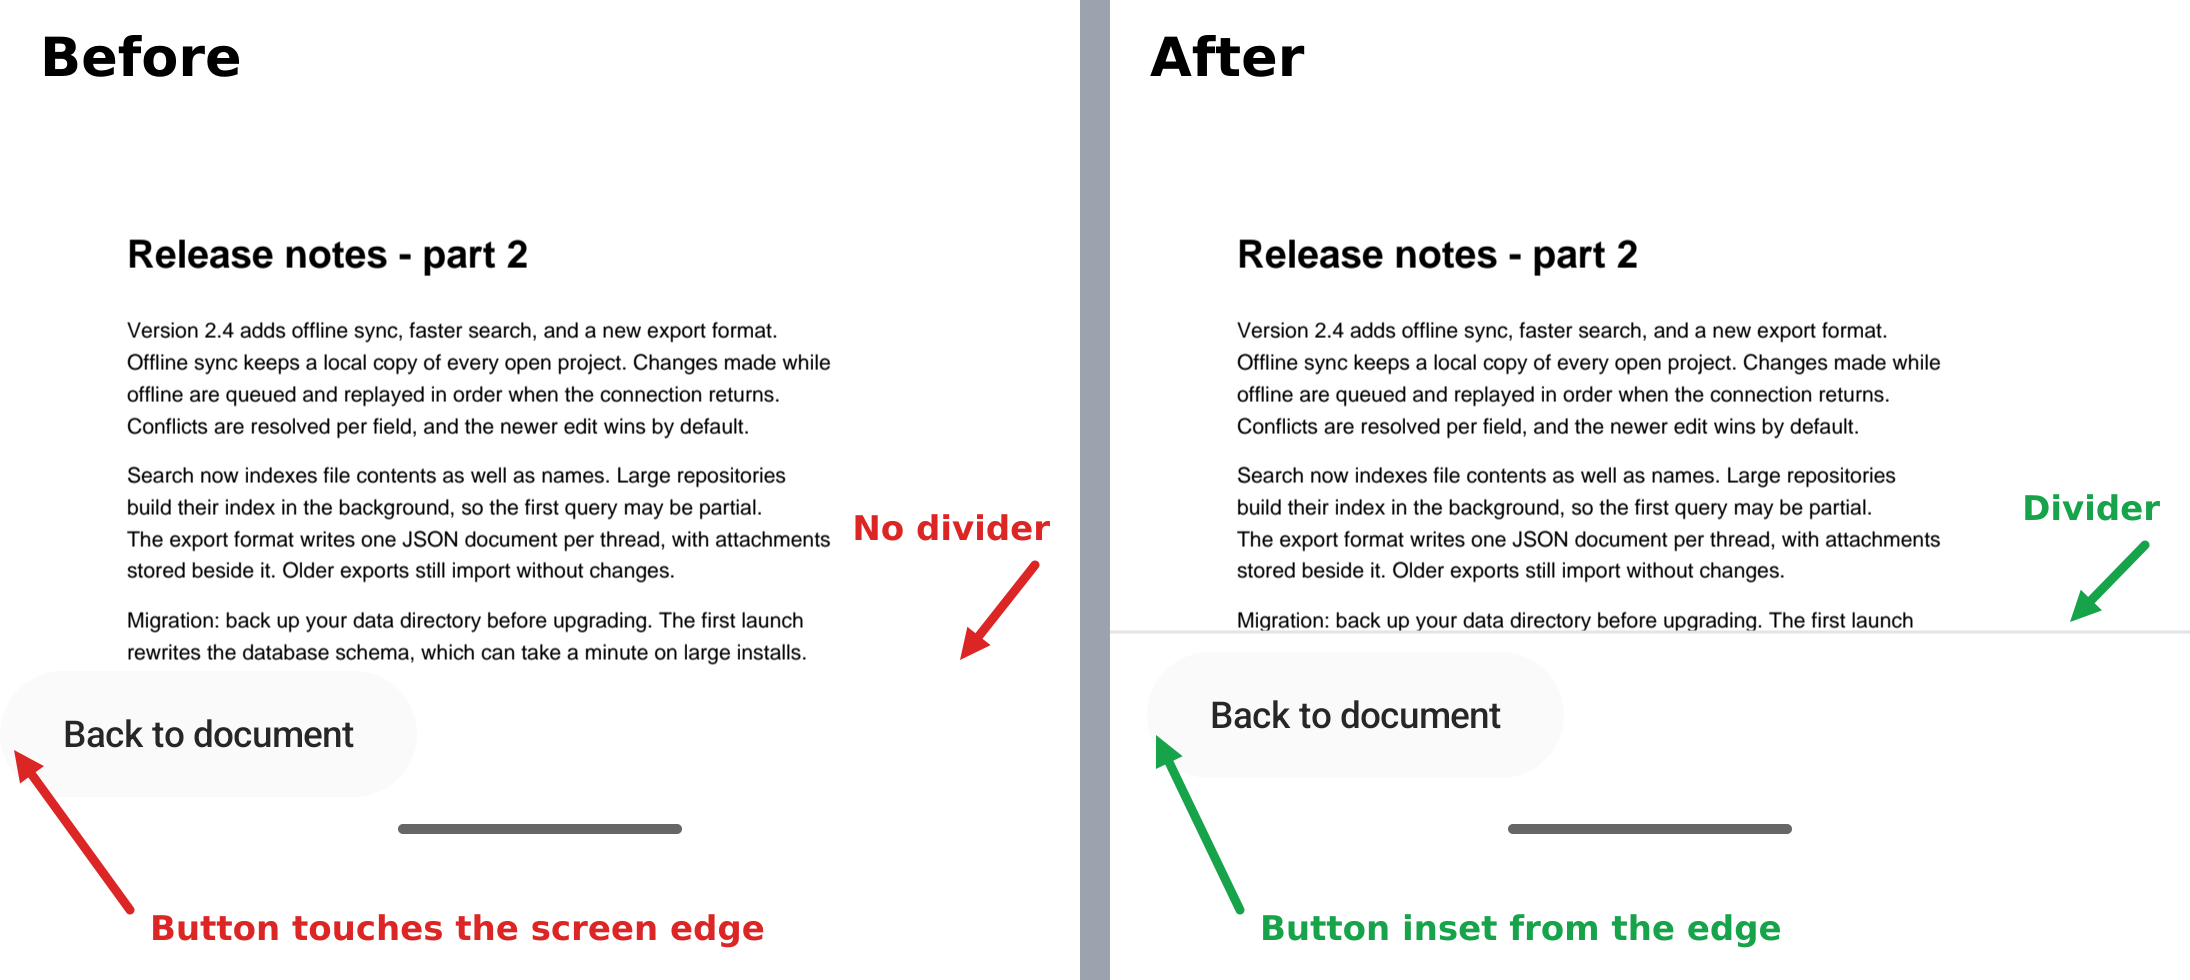 Before
Release notes - part 2
Version 2.4 adds offline sync, faster search, and a new export format.
Offline sync keeps a local copy of every open project. Changes made while
offline are queued and replayed in order when the connection returns.
Conflicts are resolved per field, and the newer edit wins by default.
Search now indexes file contents as well as names. Large repositories
build their index in the background, so the first query may be partial.
The export format writes one JSON document per thread, with attachments
stored beside it. Older exports still import without changes.
No divider
Migration: back up your data directory before upgrading. The first launch
rewrites the database schema, which can take a minute on large installs.
Back to document
Button touches the screen edge
After
Release notes - part 2
Version 2.4 adds offline sync, faster search, and a new export format.
Offline sync keeps a local copy of every open project. Changes made while
offline are queued and replayed in order when the connection returns.
Conflicts are resolved per field, and the newer edit wins by default.
Search now indexes file contents as well as names. Large repositories
build their index in the background, so the first query may be partial.
The export format writes one JSON document per thread, with attachments
stored beside it. Older exports still import without changes.
Divider
Migration: back up your data directory before upgrading. The first launch
Back to document
Button inset from the edge